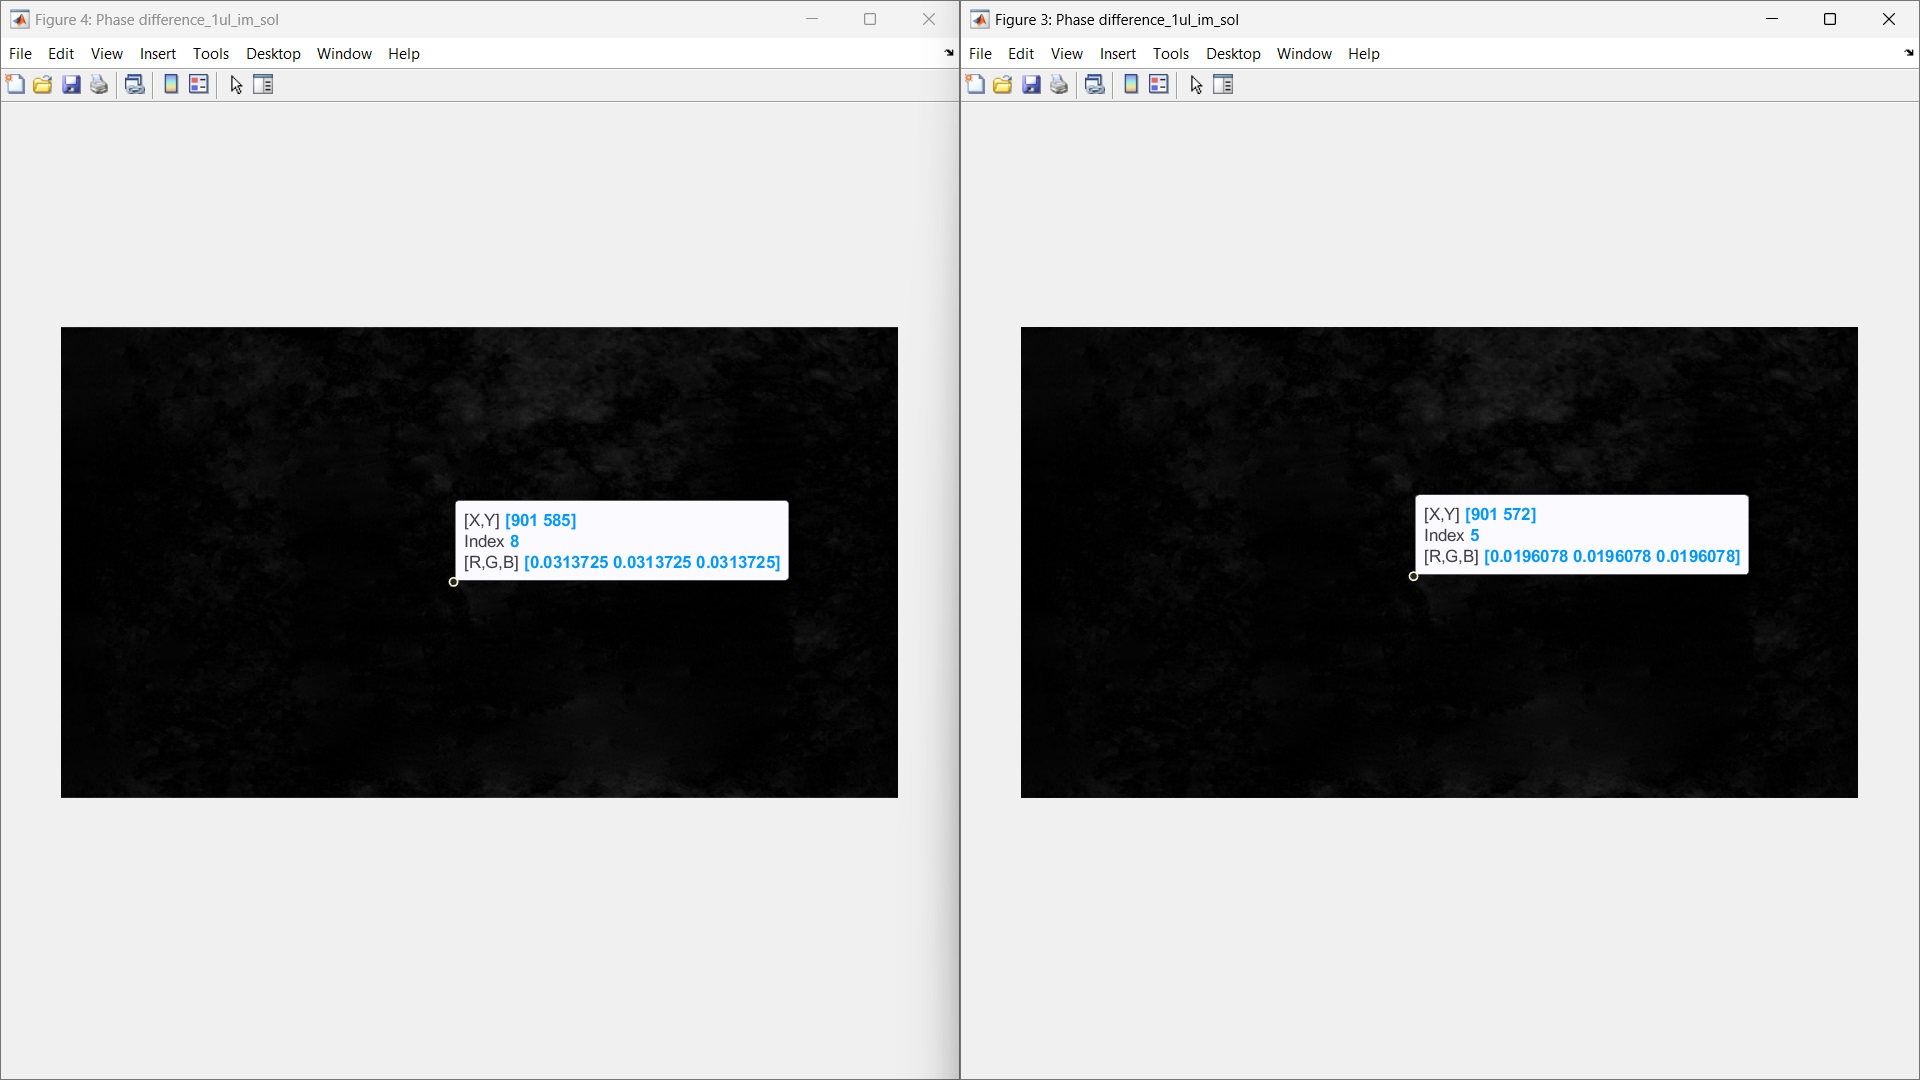 Figure 4: Phase difference_1ul_im_sol
File Edit View Insert Tools Desktop Window Help
[X,Y] [901 585]
Index 8
[R,G,B] [0.0313725 0.0313725 0.0313725]
Figure 3: Phase difference_1ul_im_sol
File Edit View Insert Tools Desktop Window Help
[X,Y] [901 572]
Index 5
[R,G,B] [0.0196078 0.0196078 0.0196078]